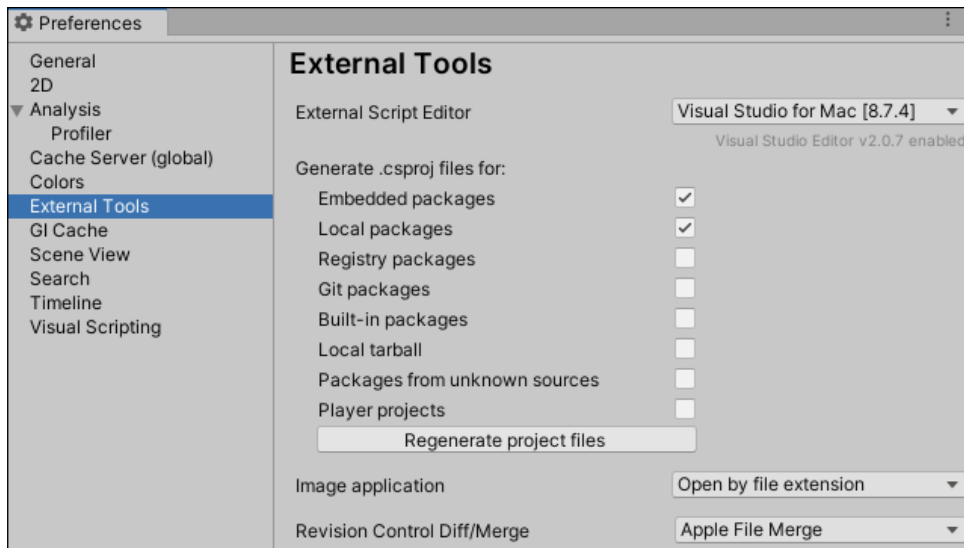 Preferences
General
2D
Analysis
Profiler
Cache Server (global)
Colors
External Tools
GI Cache
Scene View
Search
Timeline
Visual Scripting
External Tools
External Script Editor
Visual Studio for Mac [8.7.4]
Visual Studio Editor v2.0.7 enabled
Generate .csproj files for:
Embedded packages
Local packages
Registry packages
Git packages
Built-in packages
Local tarball
Packages from unknown sources
Player projects
Regenerate project files
Image application
Open by file extension
Revision Control Diff/Merge
Apple File Merge